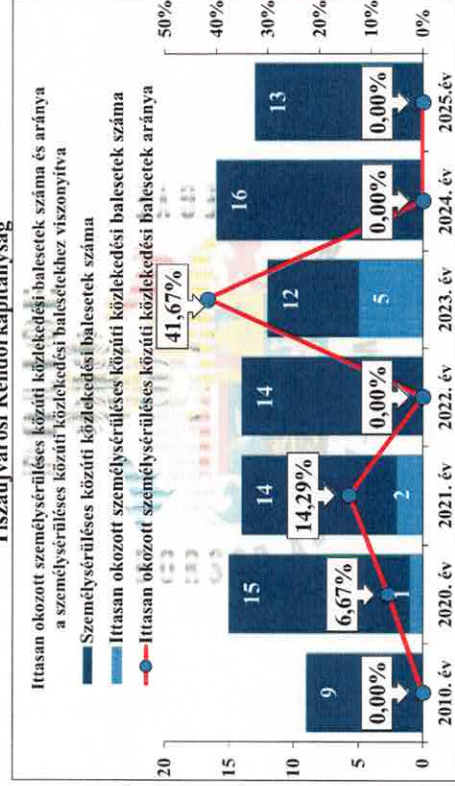 Tiszaújvárosi Rendőrkapitányság
Ittasan okozott személysérüléses közúti közlekedési balesetek száma és aránya
a személysérüléses közúti közlekedési balesetekhez viszonyítva
Személysérüléses közúti közlekedési balesetek száma
Ittasan okozott személysérüléses közúti közlekedési balesetek száma
Ittasan okozott személysérüléses közúti közlekedési balesetek aránya
20
15
10
5
0
50%
40%
30%
20%
10%
0%
9
15
14
14
12
16
13
1
2
5
0,00%
6,67%
14,29%
0,00%
41,67%
0,00%
0,00%
2010. év
2020. év
2021. év
2022. év
2023. év
2024. év
2025.év